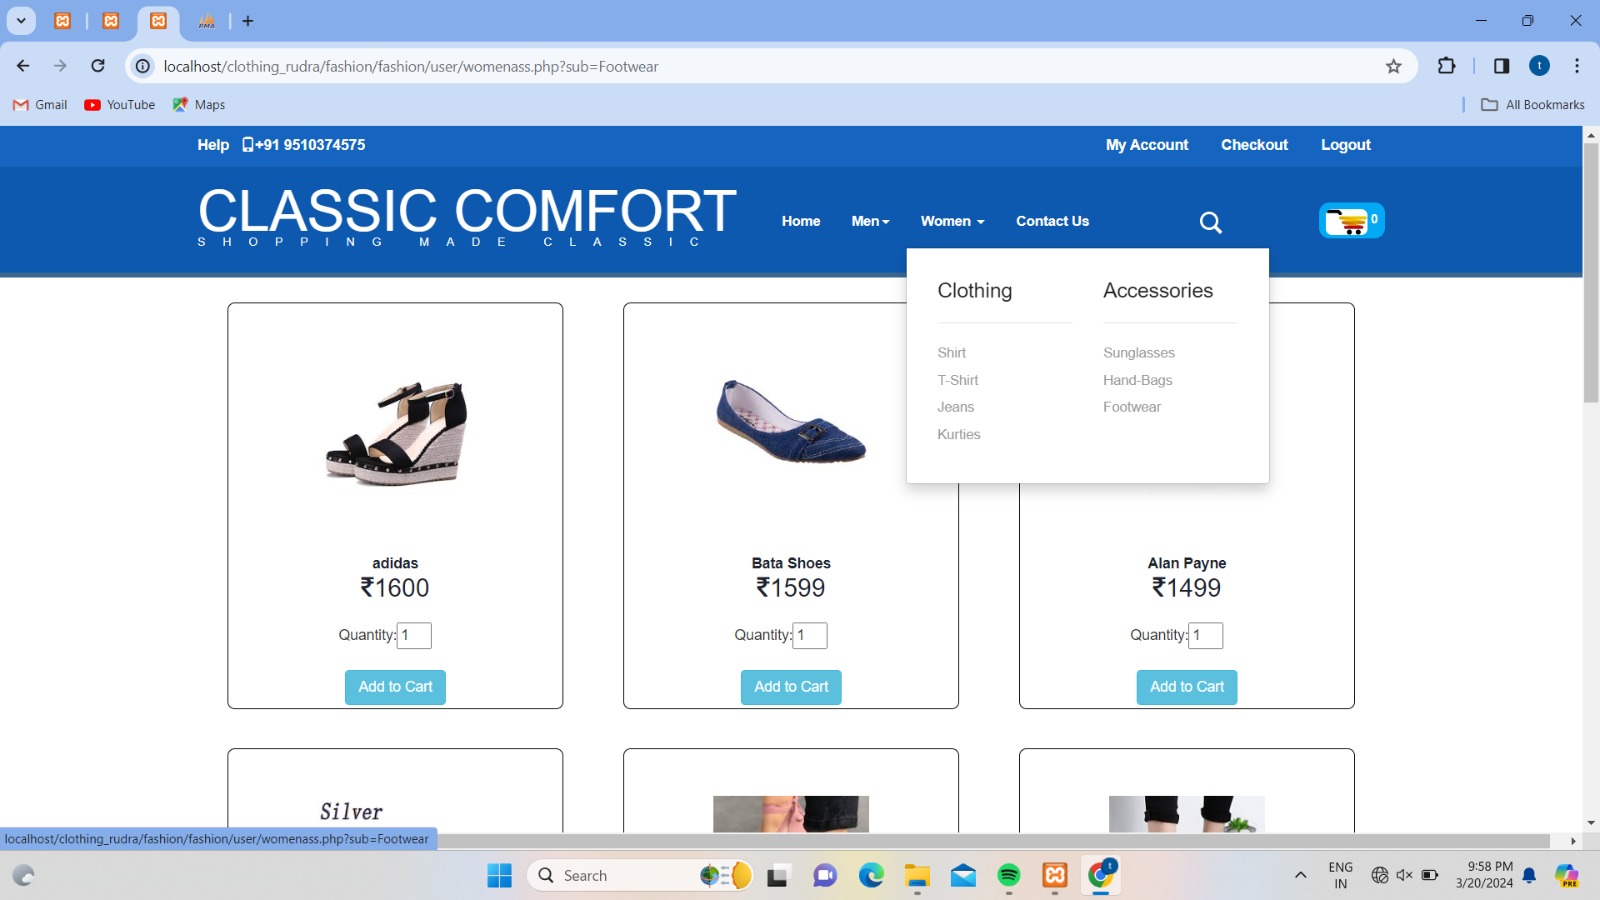 localhost/clothing_rudra/fashion/fashion/user/womenass.php?sub=Footwear
Gmail YouTube Maps All Bookmarks
Help +91 9510374575 My Account Checkout Logout
CLASSIC COMFORT
SHOPPING MADE CLASSIC
Home Men Women Contact Us 0
Clothing
Shirt
T-Shirt
Jeans
Kurties
Accessories
Sunglasses
Hand-Bags
Footwear
adidas
₹1600
Quantity: 1
Add to Cart
Bata Shoes
₹1599
Quantity: 1
Add to Cart
Alan Payne
₹1499
Quantity: 1
Add to Cart
Silver
localhost/clothing_rudra/fashion/fashion/user/womenass.php?sub=Footwear
Search
ENG
IN
9:58 PM
3/20/2024
PRE